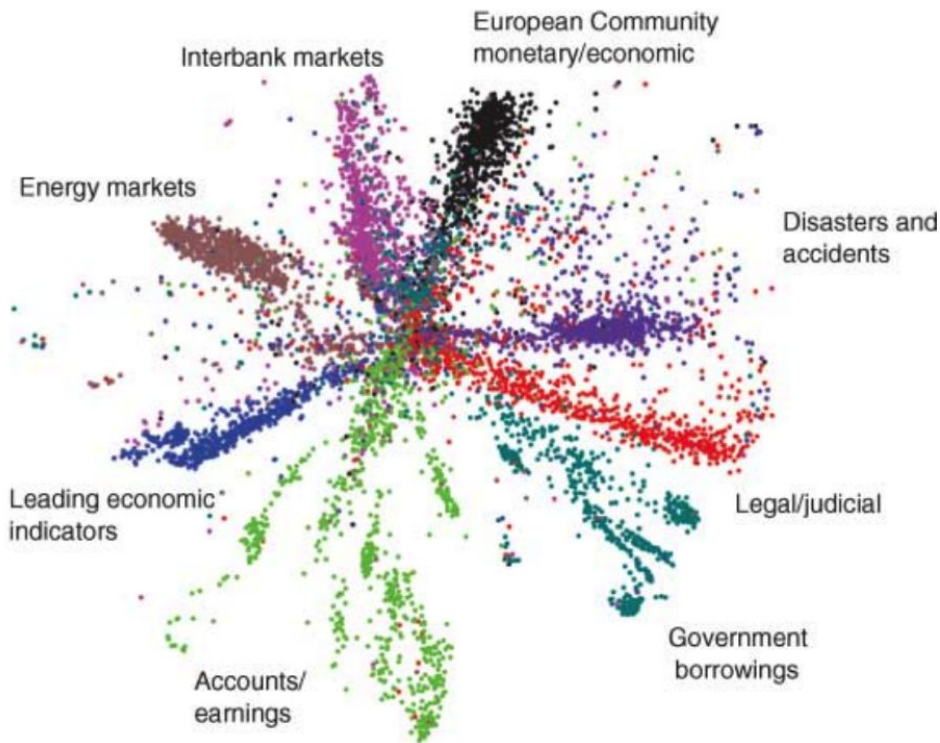 European Community
monetary/economic
Interbank markets
Energy markets
Disasters and
accidents
Leading economic
indicators
Legal/judicial
Government
borrowings
Accounts/
earnings